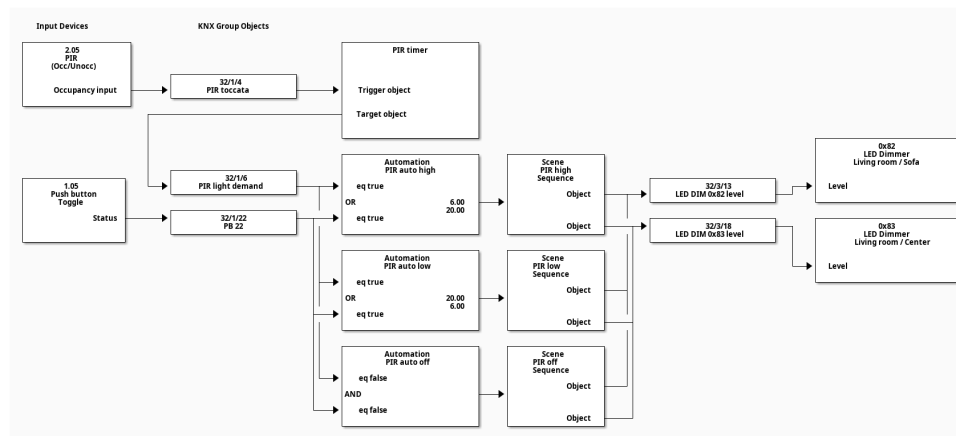 Input Devices
KNX Group Objects
2.05
PIR
(Occ/Unocc)
Occupancy input
32/1/4
PIR toccata
PIR timer
Trigger object
Target object
1.05
Push button
Toggle
Status
32/1/6
PIR light demand
32/1/22
PB 22
Automation
PIR auto high
eq true
OR
6.00
20.00
eq true
Scene
PIR high
Sequence
Object
Object
32/3/13
LED DIM 0x82 level
32/3/18
LED DIM 0x83 level
0x82
LED Dimmer
Living room / Sofa
Level
0x83
LED Dimmer
Living room / Center
Level
Automation
PIR auto low
eq true
OR
20.00
6.00
eq true
Scene
PIR low
Sequence
Object
Object
Automation
PIR auto off
eq false
AND
eq false
Scene
PIR off
Sequence
Object
Object